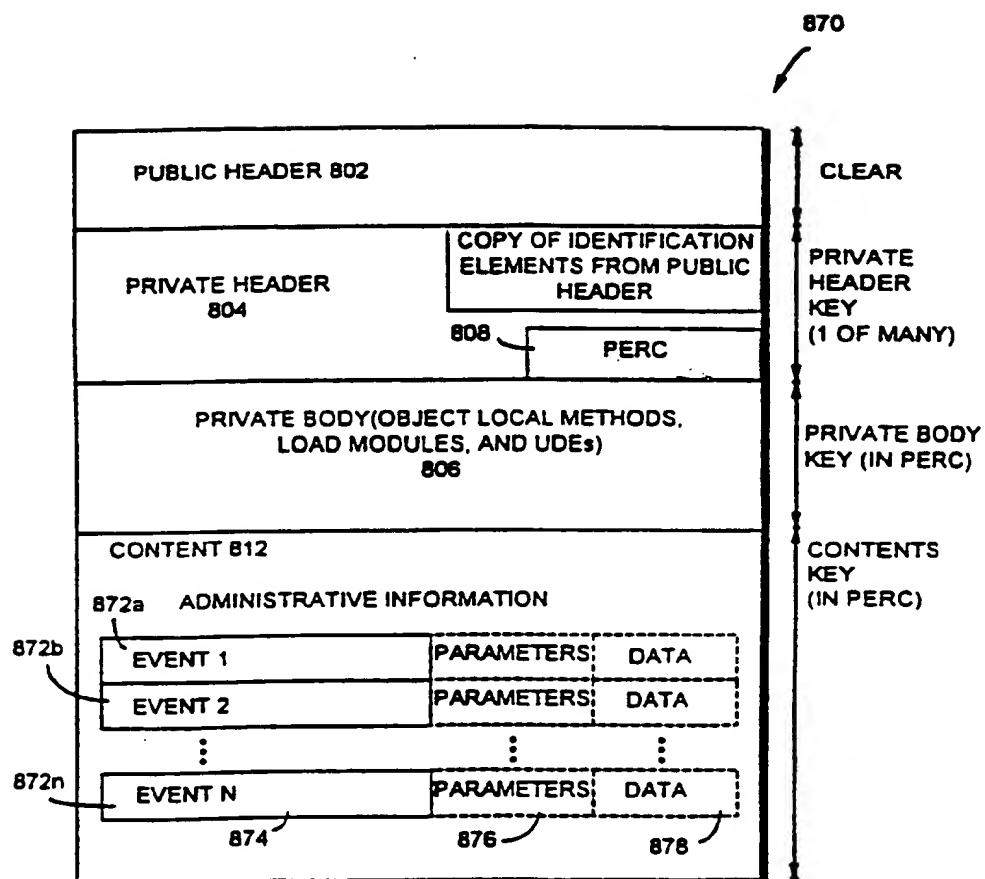 870
PUBLIC HEADER 802
CLEAR
PRIVATE HEADER
804
COPY OF IDENTIFICATION
ELEMENTS FROM PUBLIC
HEADER
808
PERC
PRIVATE
HEADER
KEY
(1 OF MANY)
PRIVATE BODY(OBJECT LOCAL METHODS,
LOAD MODULES, AND UDEs)
806
PRIVATE BODY
KEY (IN PERC)
CONTENT 812
CONTENTS
KEY
(IN PERC)
872a
ADMINISTRATIVE INFORMATION
872b
EVENT 1 PARAMETERS DATA
EVENT 2 PARAMETERS DATA
872n
EVENT N PARAMETERS DATA
874 876 878